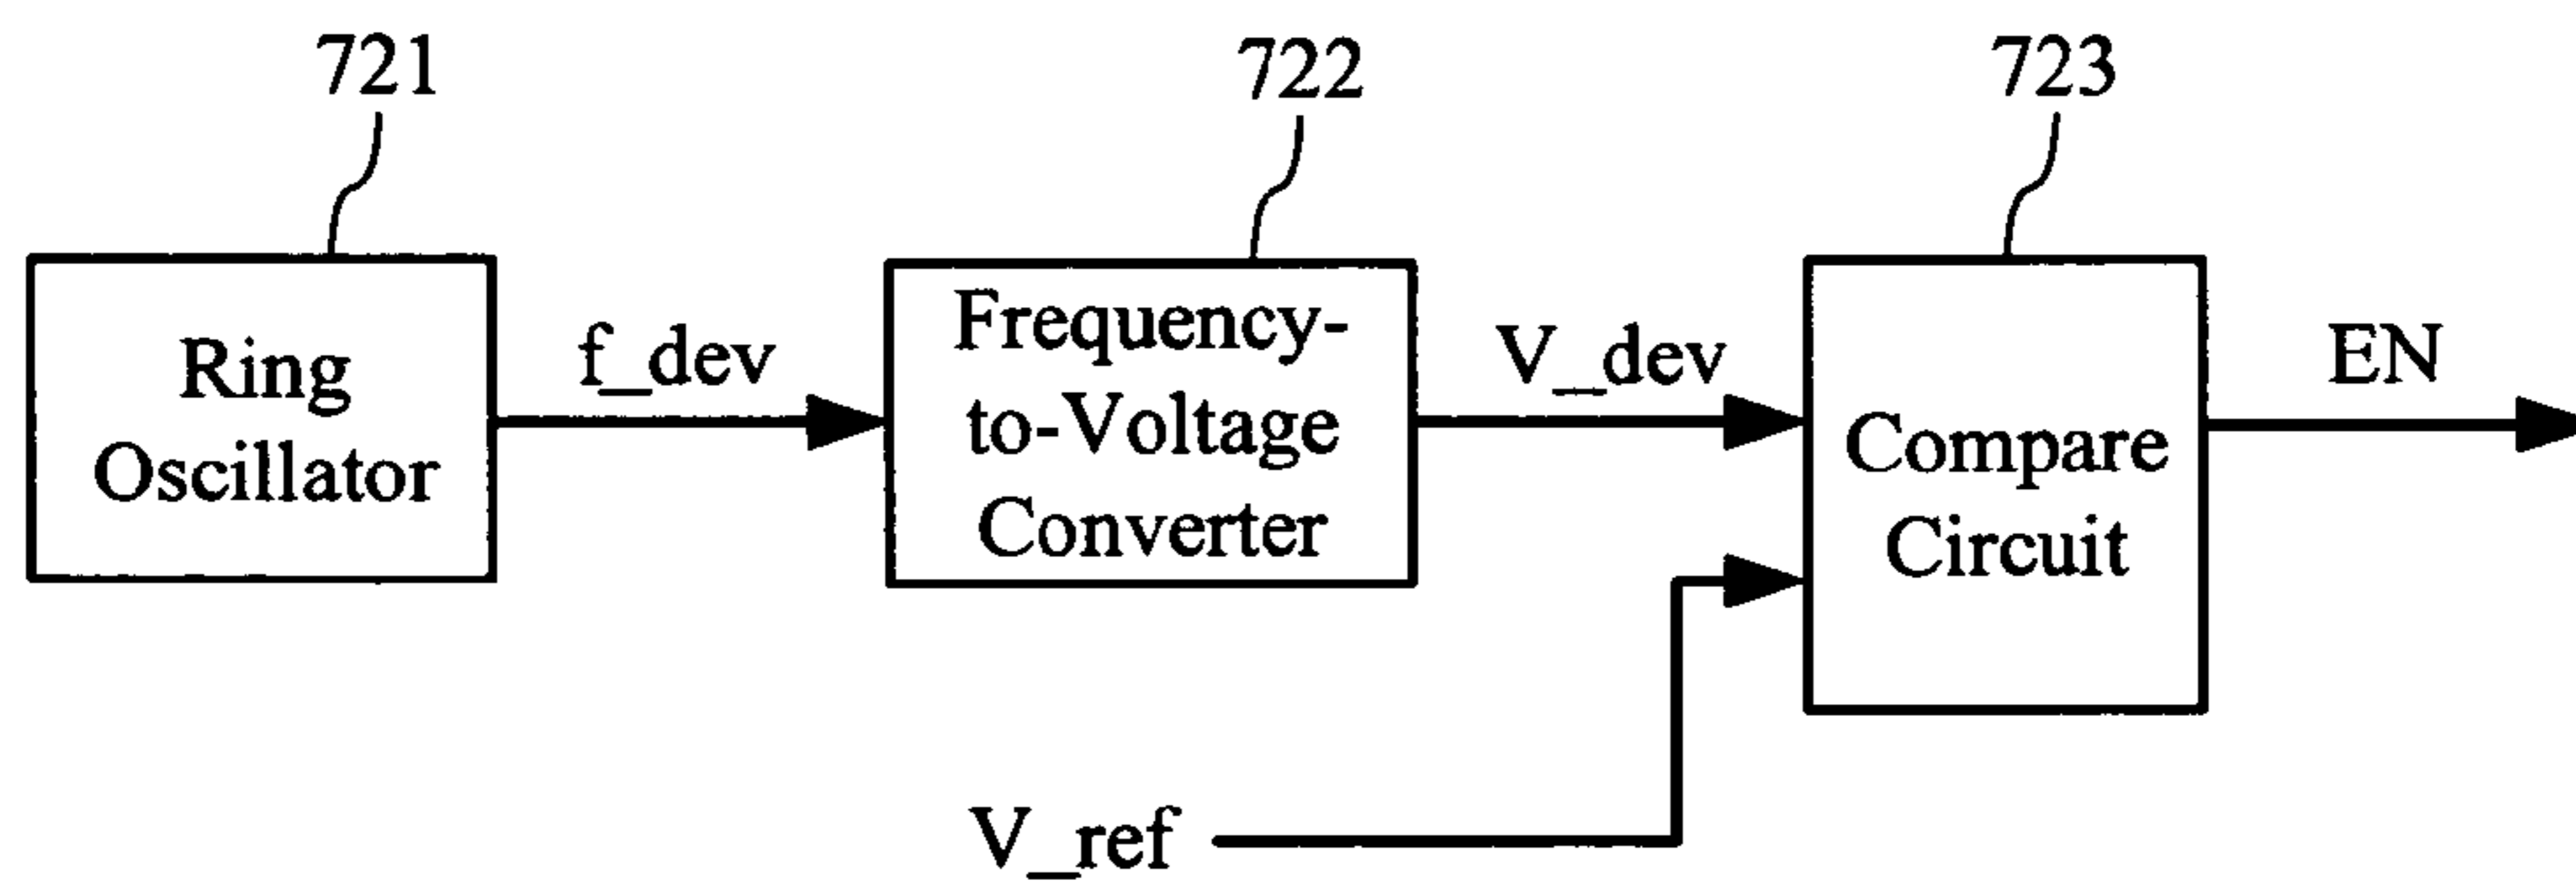 721
722
723
Ring
Oscillator
f_dev
Frequency-
to-Voltage
Converter
V_dev
Compare
Circuit
EN
V_ref